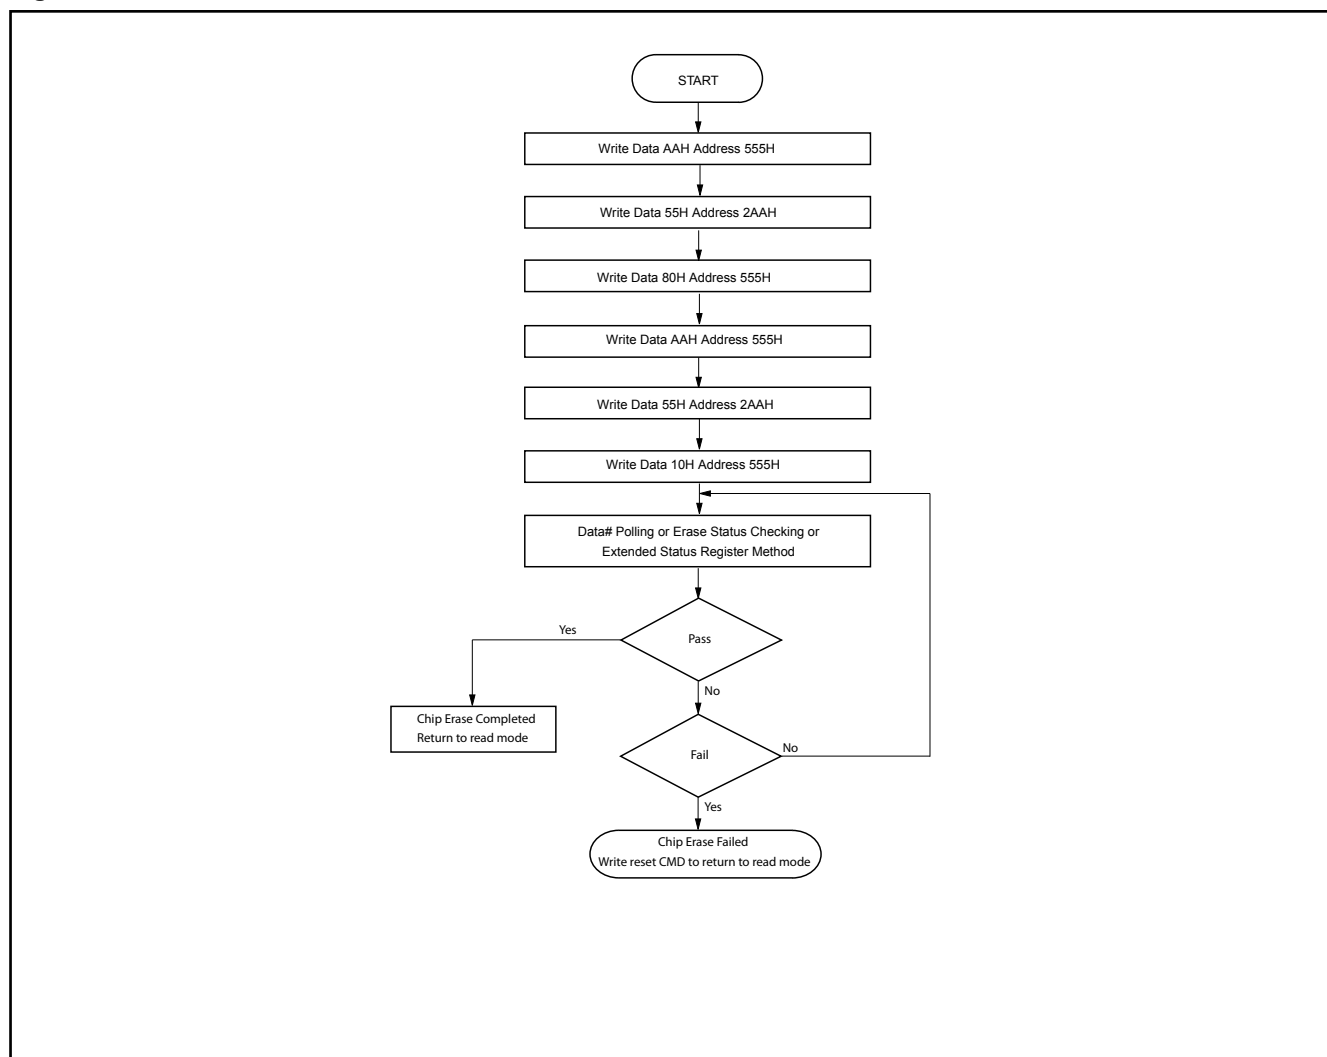 START
Write Data AAH Address 555H
Write Data 55H Address 2AAH
Write Data 80H Address 555H
Write Data AAH Address 555H
Write Data 55H Address 2AAH
Write Data 10H Address 555H
Data# Polling or Erase Status Checking or
Extended Status Register Method
Yes
Pass
No
Chip Erase Completed
Return to read mode
Fail
No
Yes
Chip Erase Failed
Write reset CMD to return to read mode